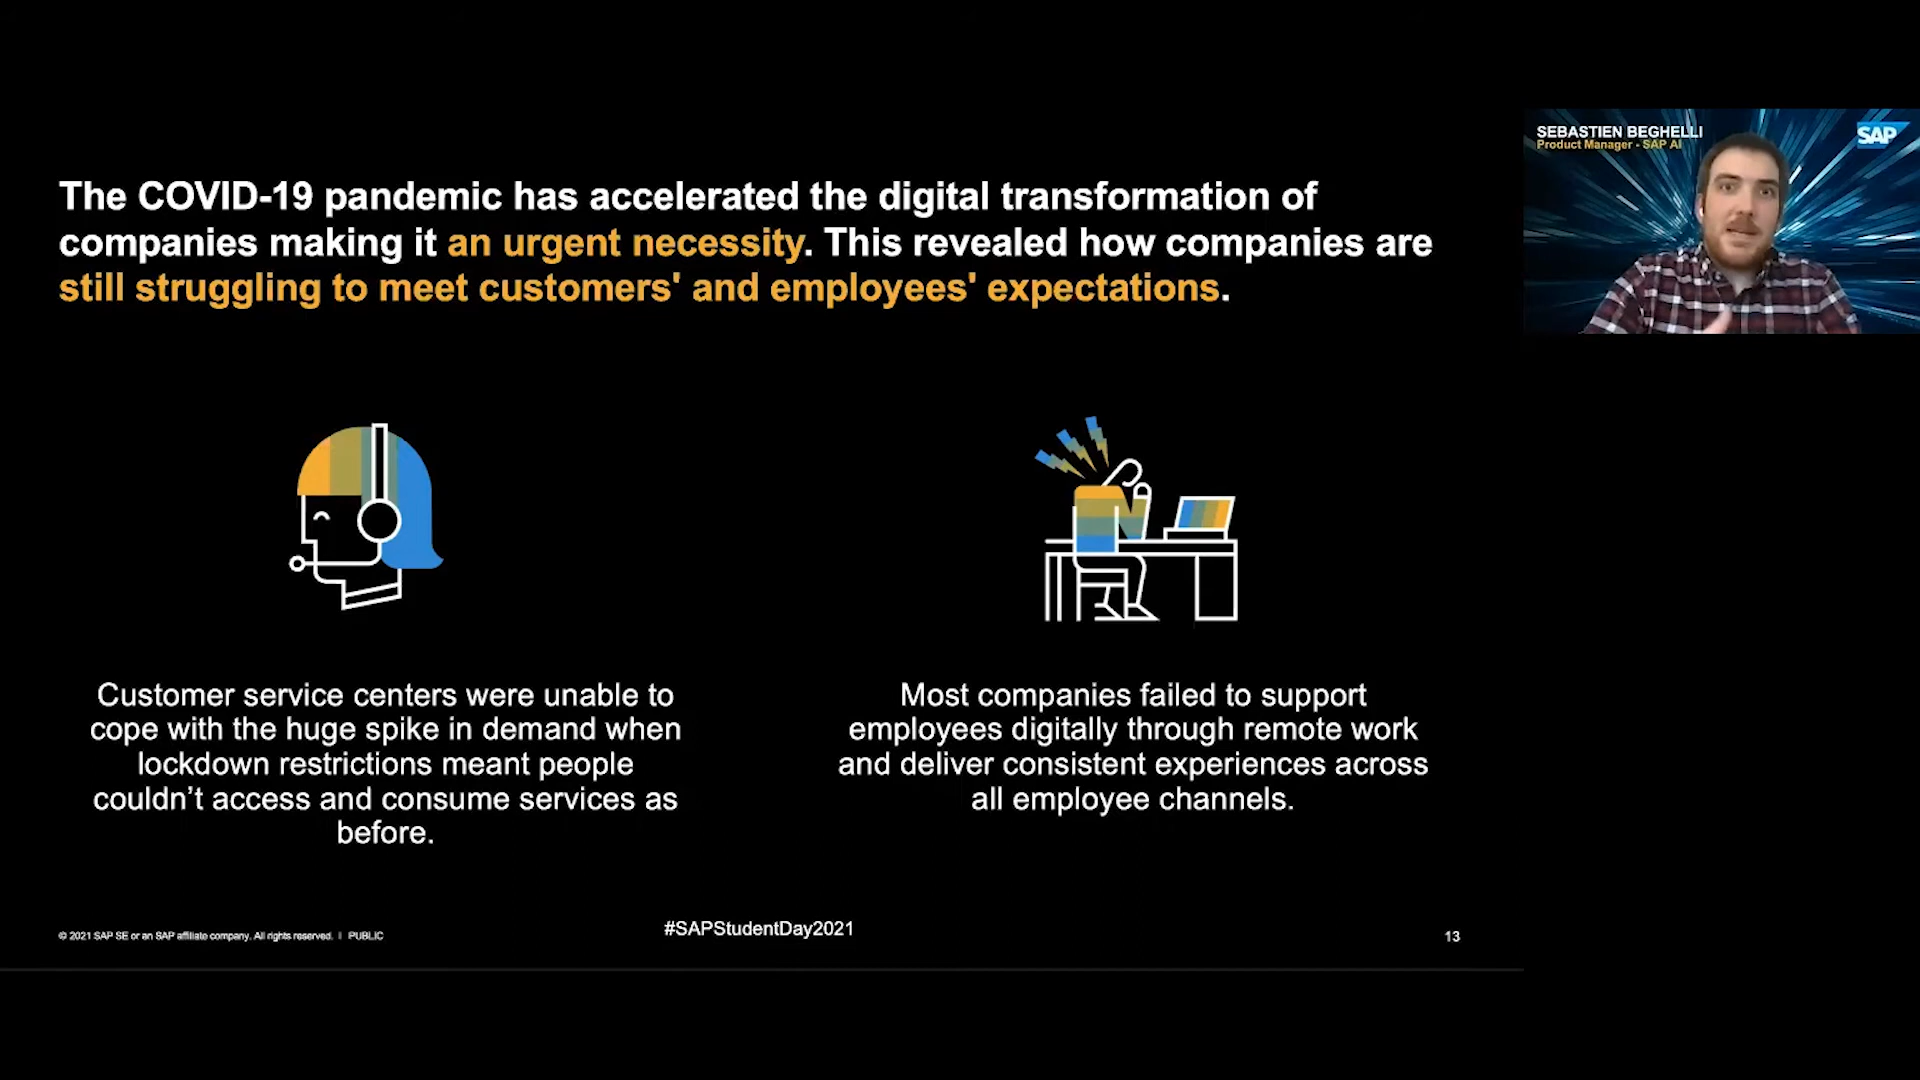 SEBASTIEN BEGHELLI
Product Manager - SAP AI
SAP
The COVID-19 pandemic has accelerated the digital transformation of
companies making it an urgent necessity. This revealed how companies are
still struggling to meet customers' and employees' expectations.
Customer service centers were unable to
cope with the huge spike in demand when
lockdown restrictions meant people
couldn’t access and consume services as
before.
Most companies failed to support
employees digitally through remote work
and deliver consistent experiences across
all employee channels.
© 2021 SAP SE or an SAP affiliate company. All rights reserved. I PUBLIC
#SAPStudentDay2021
13